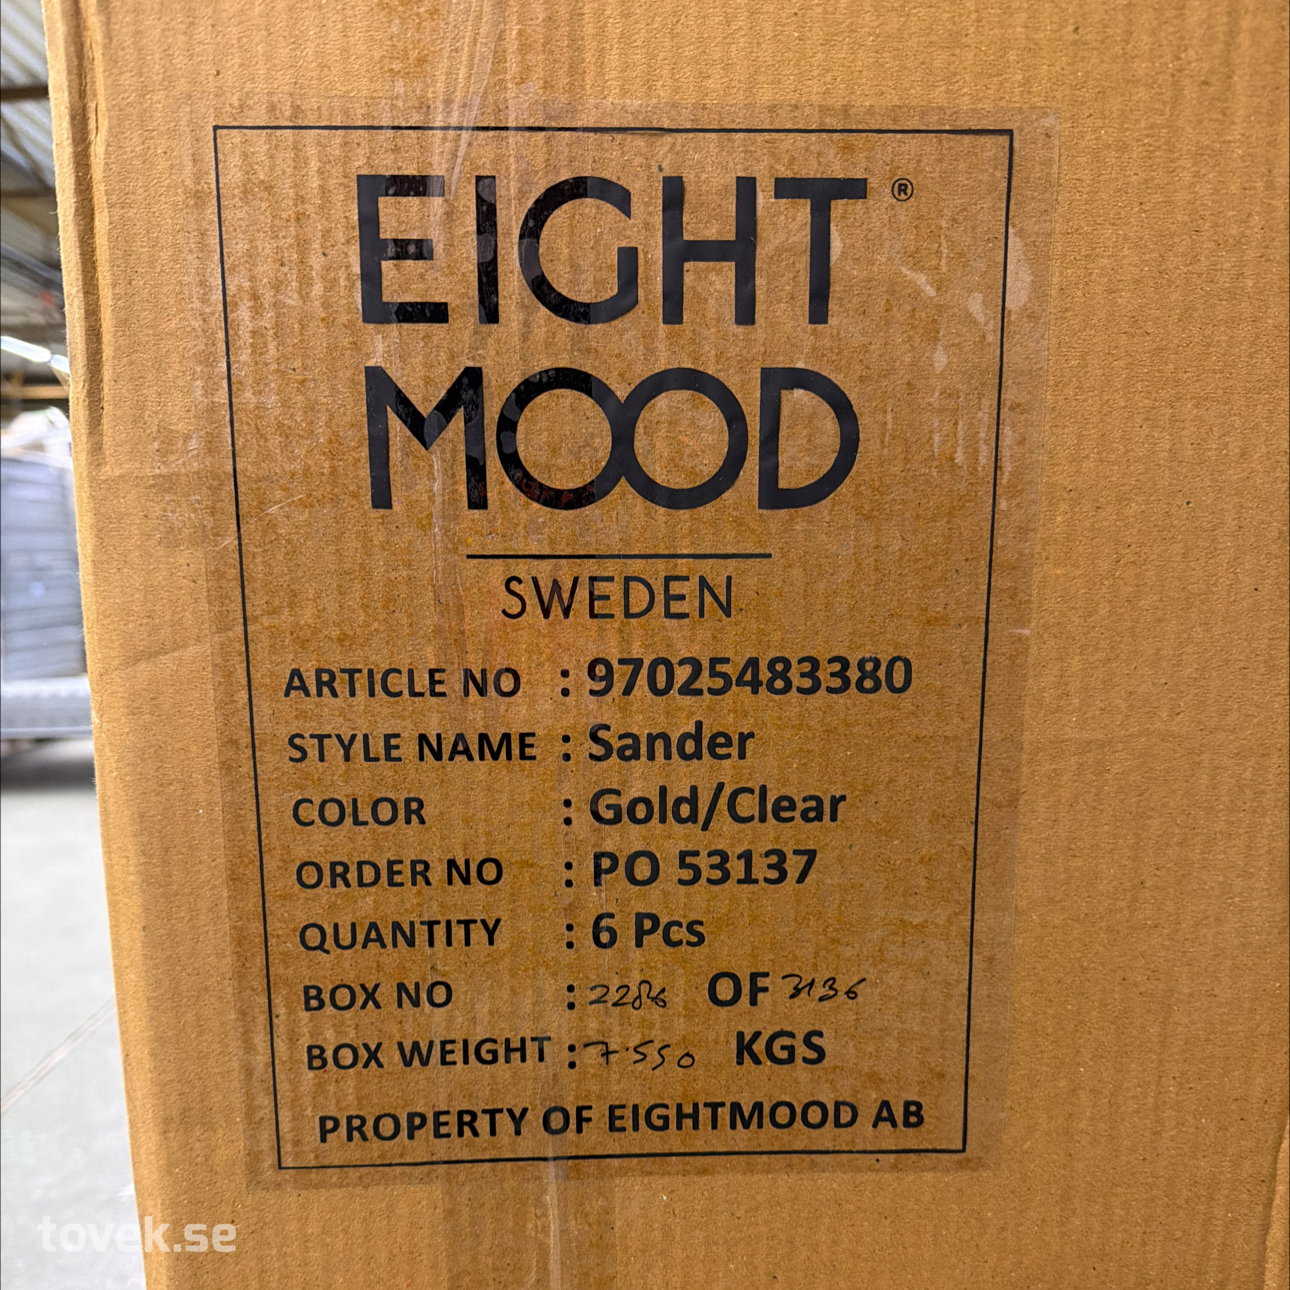 EIGHT®
MOOD
SWEDEN
ARTICLE NO : 97025483380
STYLE NAME : Sander
COLOR : Gold/Clear
ORDER NO : PO 53137
QUANTITY : 6 Pcs
BOX NO : 2286 OF 3136
BOX WEIGHT : 7.550 KGS
PROPERTY OF EIGHTMOOD AB
tovek.se